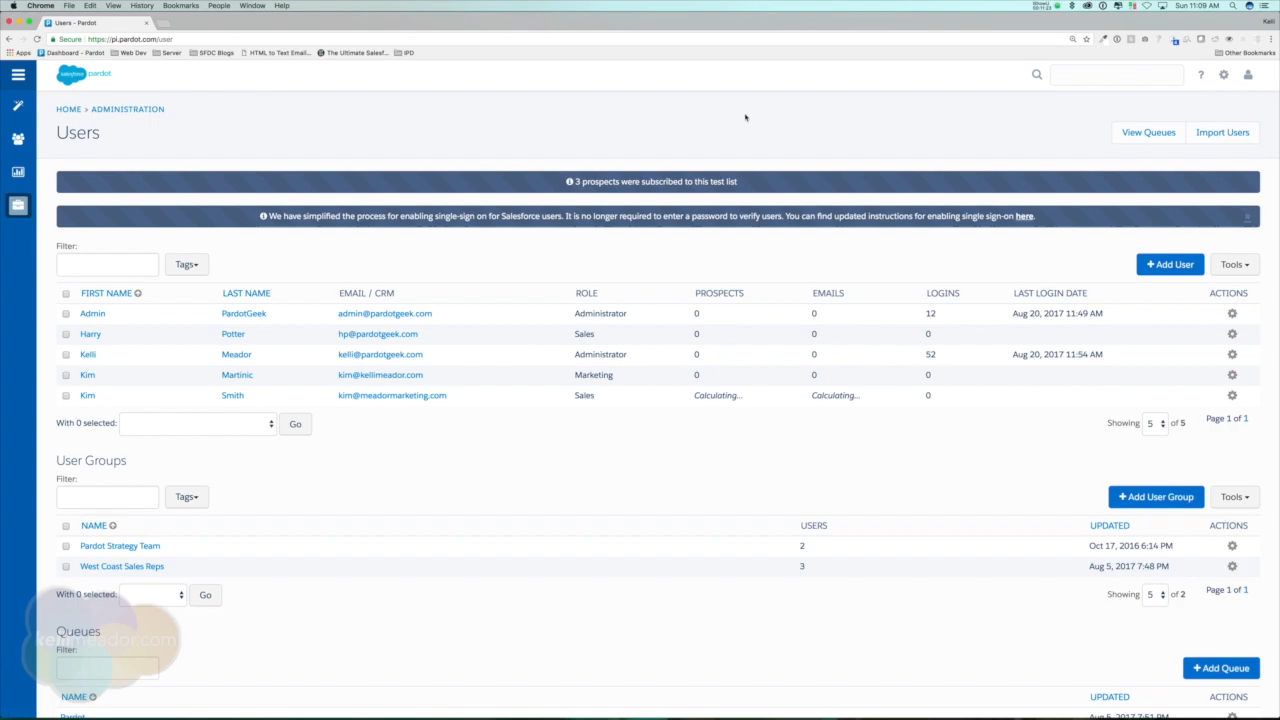 Chrome File Edit View History Bookmarks People Window Help
Sun 11:09 AM
Users - Pardot
Keli
Secure https://pi.pardot.com/user
Apps Dashboard - Pardot Web Dev Server SFDC Blogs HTML to Text Email... The Ultimate Salesf... IPD Other Bookmarks
salesforce pardot
?
HOME > ADMINISTRATION
Users
View Queues Import Users
3 prospects were subscribed to this test list
We have simplified the process for enabling single-sign on for Salesforce users. It is no longer required to enter a password to verify users. You can find updated instructions for enabling single sign-on here.
Filter:
Tags
+ Add User Tools
FIRST NAME LAST NAME EMAIL / CRM ROLE PROSPECTS EMAILS LOGINS LAST LOGIN DATE ACTIONS
Admin PardotGeek admin@pardotgeek.com Administrator 0 0 12 Aug 20, 2017 11:49 AM
Harry Potter hp@pardotgeek.com Sales 0 0 0
Kelli Meador kelli@pardotgeek.com Administrator 0 0 52 Aug 20, 2017 11:54 AM
Kim Martinic kim@kellimeador.com Marketing 0 0 0
Kim Smith kim@meadormarketing.com Sales Calculating... Calculating... 0
With 0 selected: Go Showing 5 of 5 Page 1 of 1
User Groups
Filter:
Tags
+ Add User Group Tools
NAME USERS UPDATED ACTIONS
Pardot Strategy Team 2 Oct 17, 2016 6:14 PM
West Coast Sales Reps 3 Aug 5, 2017 7:48 PM
With 0 selected: Go Showing 5 of 2 Page 1 of 1
Queues
kellimeador.com
Filter:
+ Add Queue
NAME UPDATED ACTIONS
Pardot Aug 5, 2017 7:51 PM